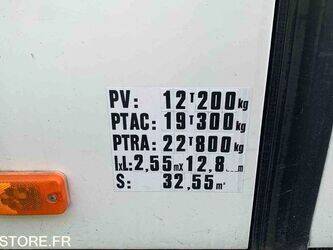 PV: 12T200kg
PTAC: 19T300kg
PTRA: 22T800kg
2,55m X 12,8 m
S: 32,55m²
STORE.FR